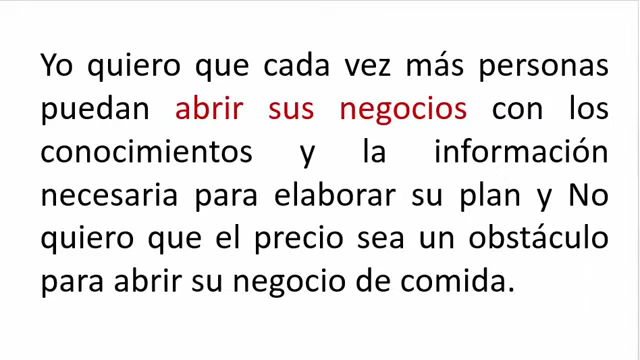 Yo quiero que cada vez más personas
puedan abrir sus negocios con los
conocimientos y la información
necesaria para elaborar su plan y No
quiero que el precio sea un obstáculo
para abrir su negocio de comida.